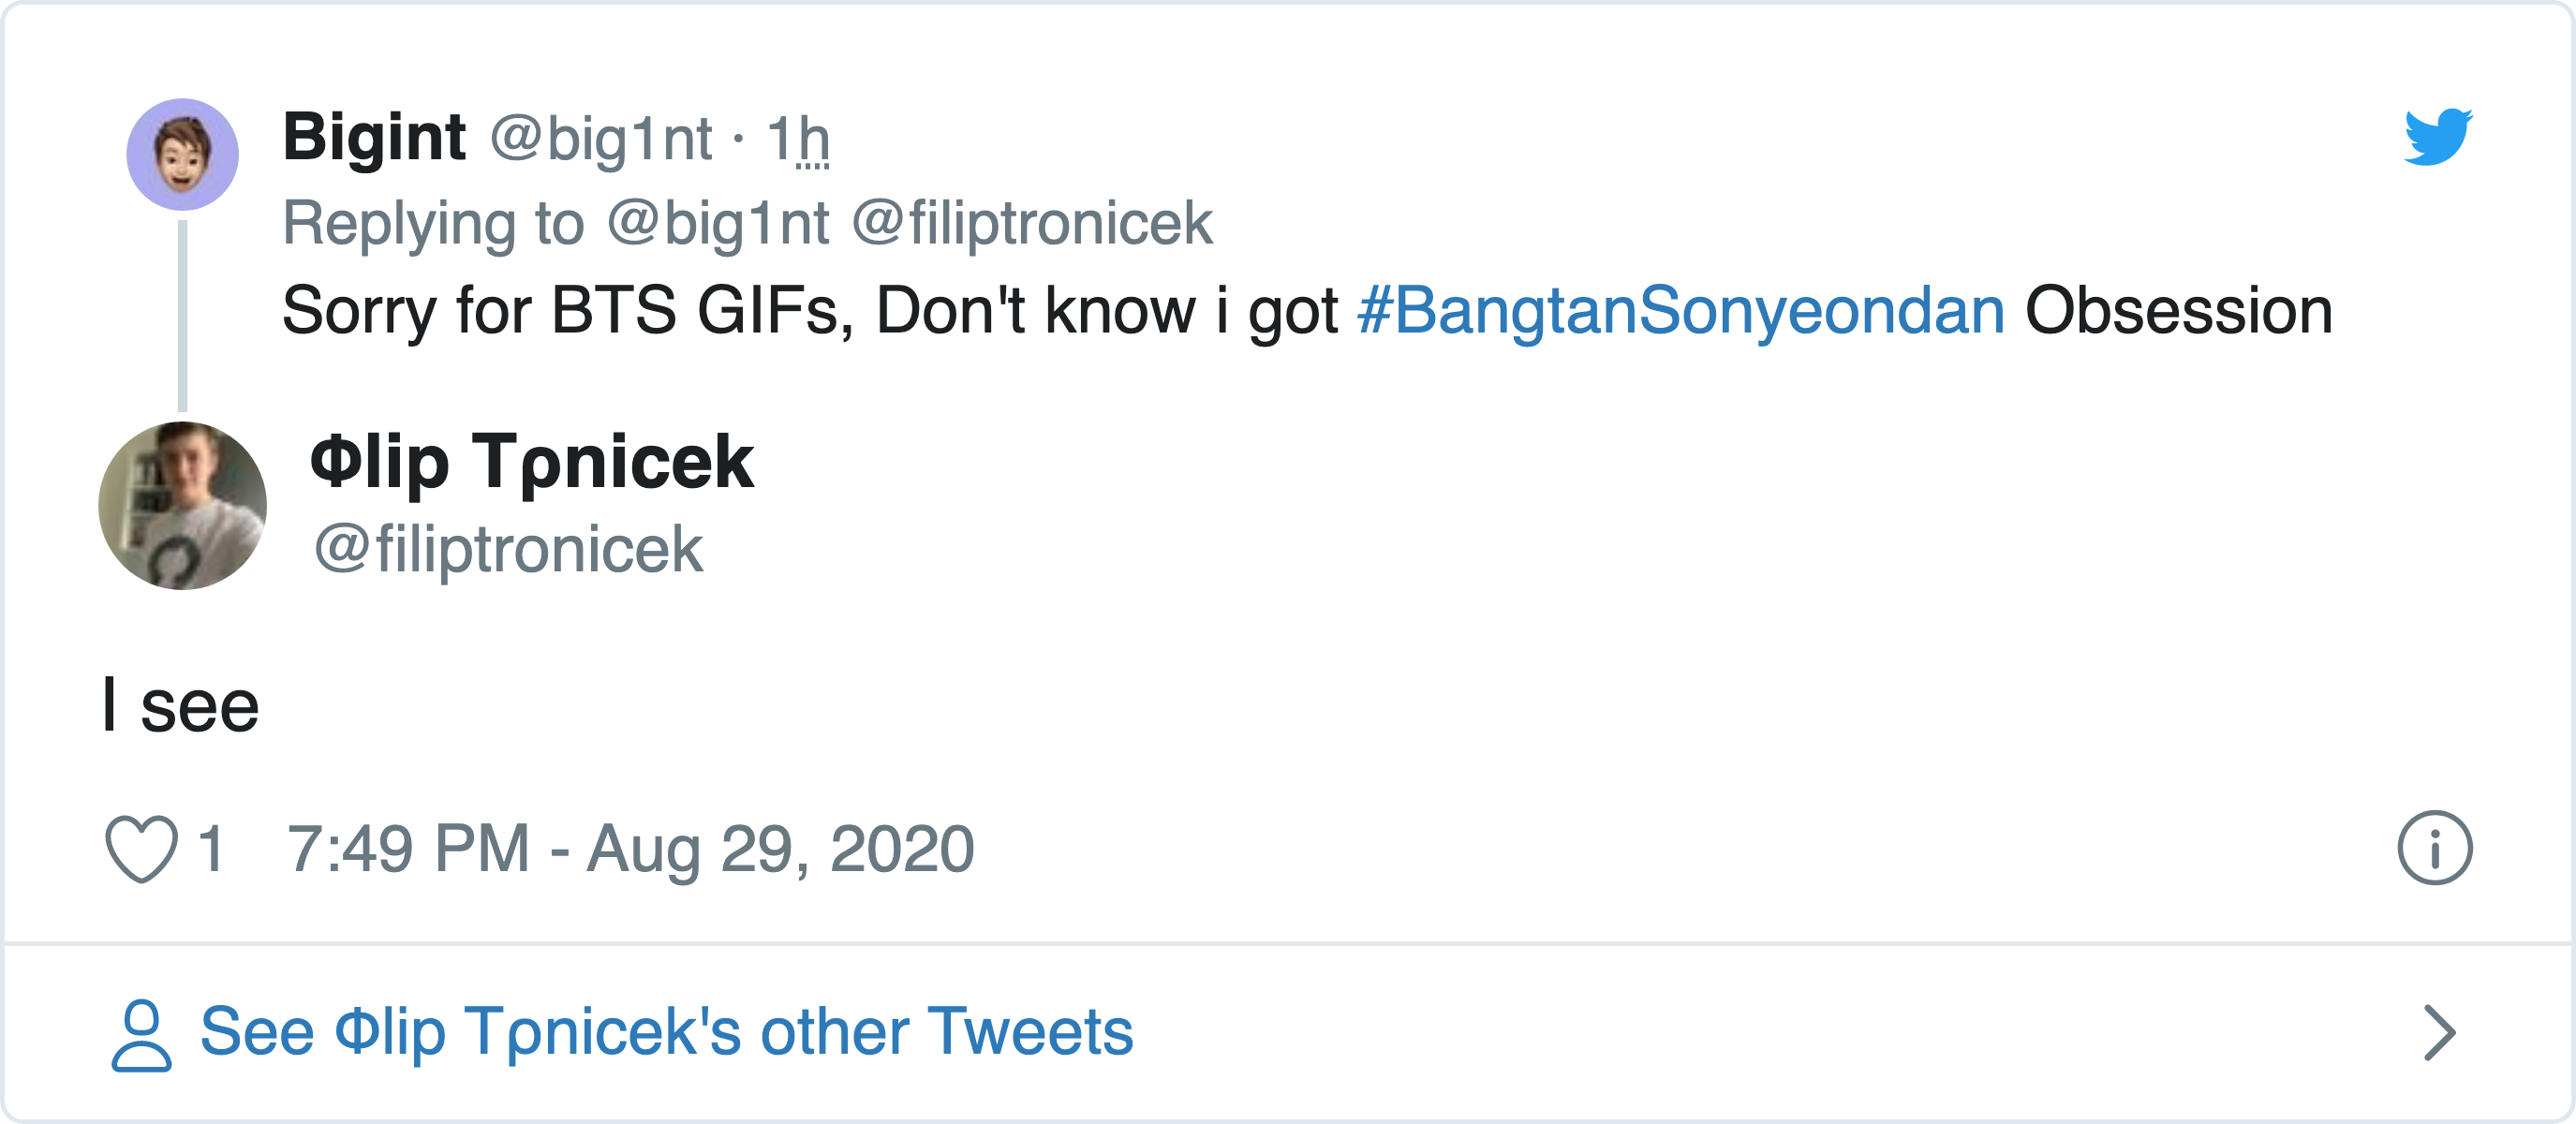 Bigint @big1nt · 1h
Replying to @big1nt @filiptronicek
Sorry for BTS GIFs, Don't know i got #BangtanSonyeondan Obsession
Φlip Tρnicek
@filiptronicek
I see
1 7:49 PM - Aug 29, 2020
See Φlip Tρnicek's other Tweets